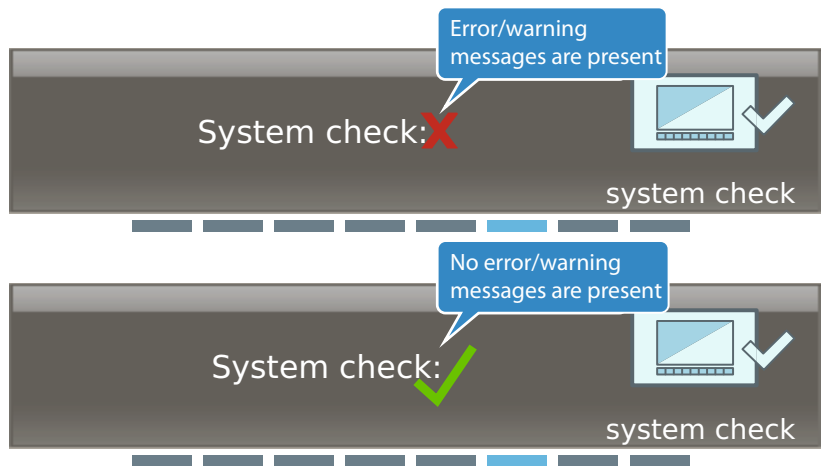 Error/warning
messages are present
System check:X
system check
No error/warning
messages are present
System check:
system check